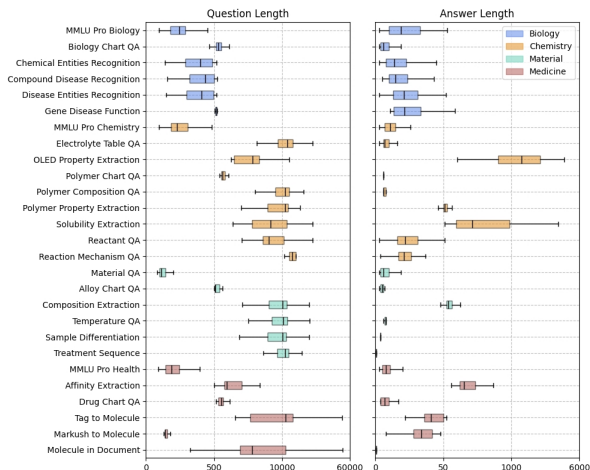 Question Length
Answer Length
MMLU Pro Biology
Biology Chart QA
Chemical Entities Recognition
Compound Disease Recognition
Disease Entities Recognition
Gene Disease Function
MMLU Pro Chemistry
Electrolyte Table QA
OLED Property Extraction
Polymer Chart QA
Polymer Composition QA
Polymer Property Extraction
Solubility Extraction
Reactant QA
Reaction Mechanism QA
Material QA
Alloy Chart QA
Composition Extraction
Temperature QA
Sample Differentiation
Treatment Sequence
MMLU Pro Health
Affinity Extraction
Drug Chart QA
Tag to Molecule
Markush to Molecule
Molecule in Document
Biology
Chemistry
Material
Medicine
0 500 10000 60000
0 500 1000 6000